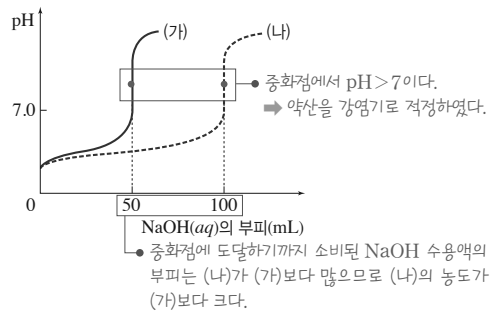 pH
(가)
(나)
중화점에서 pH>7이다.
➡ 약산을 강염기로 적정하였다.
7.0
0
50
100
NaOH(aq)의 부피(mL)
중화점에 도달하기까지 소비된 NaOH 수용액의
부피는 (나)가 (가)보다 많으므로 (나)의 농도가
(가)보다 크다.